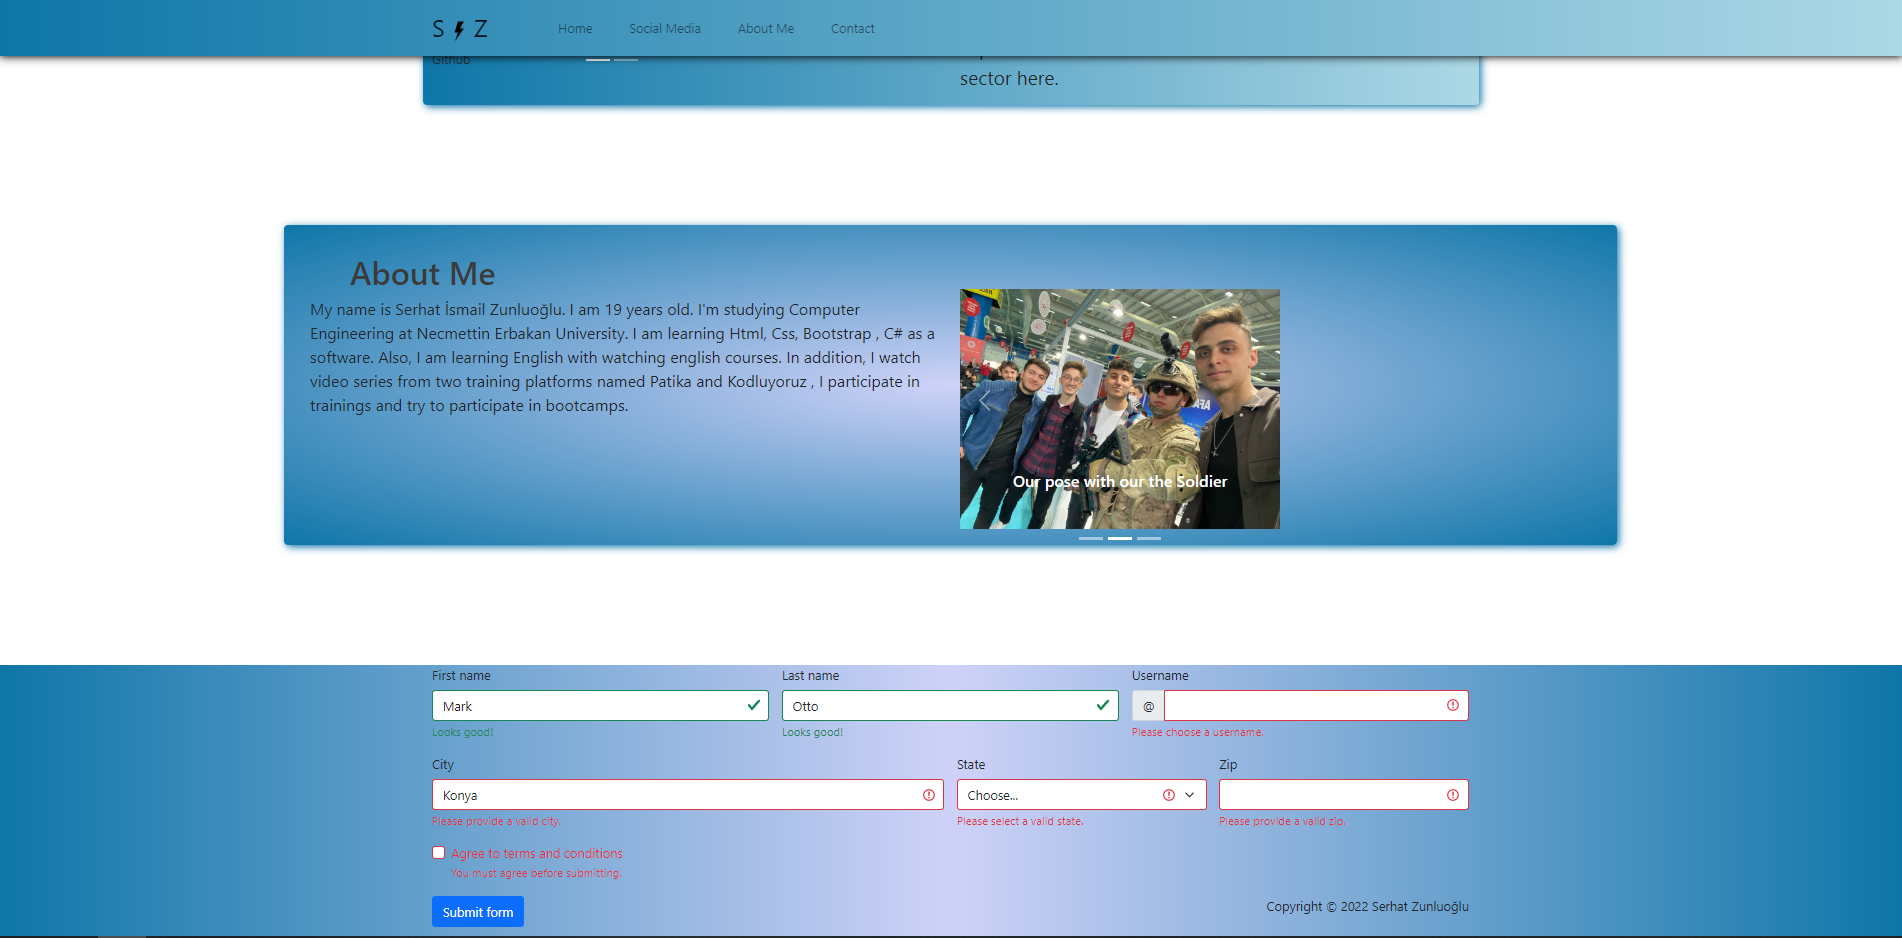 S Z
Home Social Media About Me Contact
Github
sector here.
About Me
My name is Serhat İsmail Zunluoğlu. I am 19 years old. I'm studying Computer
Engineering at Necmettin Erbakan University. I am learning Html, Css, Bootstrap , C# as a
software. Also, I am learning English with watching english courses. In addition, I watch
video series from two training platforms named Patika and Kodluyoruz , I participate in
trainings and try to participate in bootcamps.
Our pose with our the Soldier
First name Last name Username
Mark Otto @
Looks good! Looks good! Please choose a username.
City State Zip
Konya Choose...
Please provide a valid city. Please select a valid state. Please provide a valid zip.
Agree to terms and conditions
You must agree before submitting.
Submit form
Copyright © 2022 Serhat Zunluoğlu